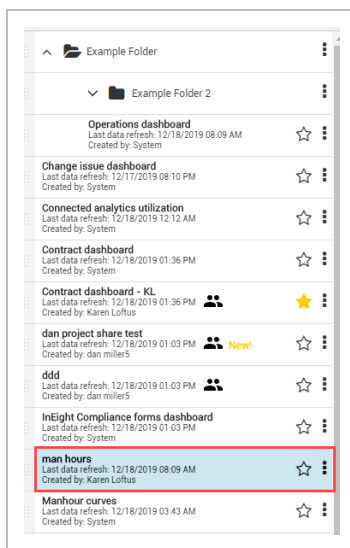 Example Folder
Example Folder 2
Operations dashboard
Last data refresh: 12/18/2019 08:09 AM
Created by: System
Change issue dashboard
Last data refresh: 12/17/2019 08:10 PM
Created by: System
Connected analytics utilization
Last data refresh: 12/18/2019 12:12 AM
Created by: System
Contract dashboard
Last data refresh: 12/18/2019 01:36 PM
Created by: System
Contract dashboard - KL
Last data refresh: 12/18/2019 01:36 PM
Created by: Karen Loftus
dan project share test
Last data refresh: 12/18/2019 01:03 PM New!
Created by: dan miller5
ddd
Last data refresh: 12/18/2019 01:03 PM
Created by: dan miller5
InEight Compliance forms dashboard
Last data refresh: 12/18/2019 01:03 PM
Created by: System
man hours
Last data refresh: 12/18/2019 08:09 AM
Created by: Karen Loftus
Manhour curves
Last data refresh: 12/18/2019 03:43 AM
Created by: System